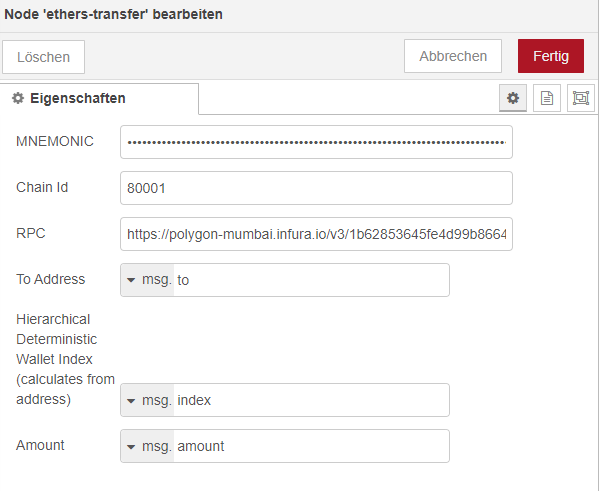 Node 'ethers-transfer' bearbeiten
Löschen
Abbrechen
Fertig
Eigenschaften
MNEMONIC
Chain Id
80001
RPC
https://polygon-mumbai.infura.io/v3/1b62853645fe4d99b8664
To Address
msg. to
Hierarchical
Deterministic
Wallet Index
(calculates from
address)
msg. index
Amount
msg. amount